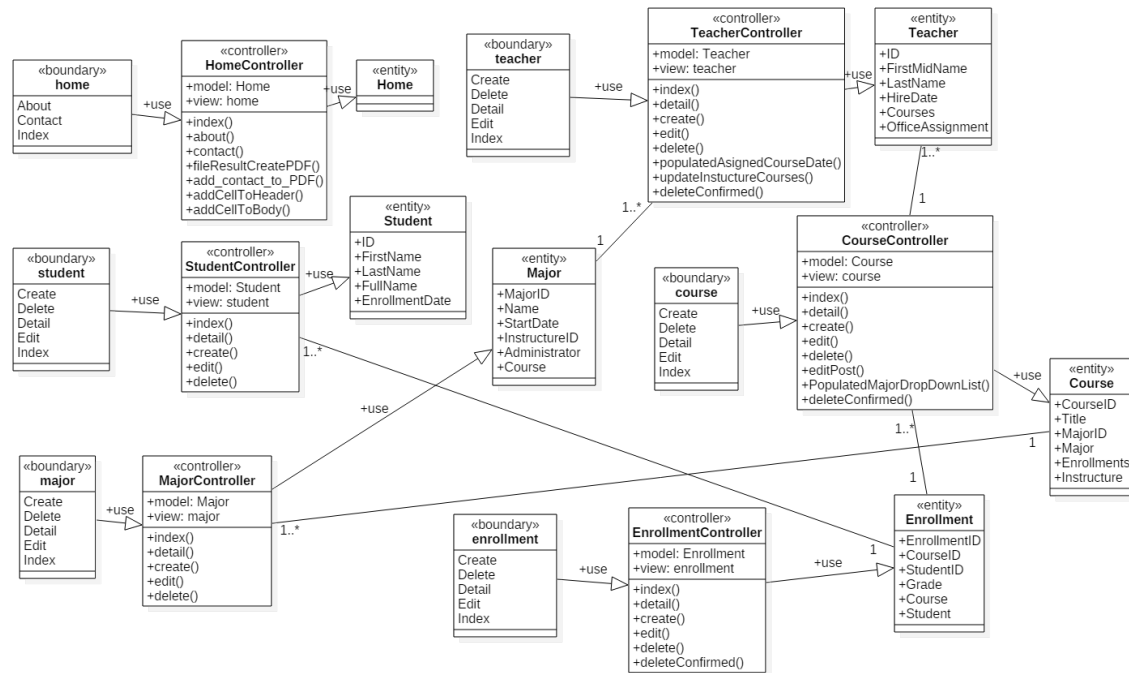 «boundary»
home
About
Contact
Index
+use
«controller»
HomeController
+model: Home
+view: home
+index()
+about()
+contact()
+fileResultCreatePDF()
+add_contact_to_PDF()
+addCellToHeader()
+addCellToBody()
+use
«entity»
Home
«boundary»
teacher
Create
Delete
Detail
Edit
Index
+use
«controller»
TeacherController
+model: Teacher
+view: teacher
+index()
+detail()
+create()
+edit()
+delete()
+populatedAsignedCourseDate()
+updateInstuctureCourses()
+deleteConfirmed()
+use
«entity»
Teacher
+ID
+FirstMidName
+LastName
+HireDate
+Courses
+OfficeAssignment
1..*
1
1..*
1
«boundary»
student
Create
Delete
Detail
Edit
Index
+use
«controller»
StudentController
+model: Student
+view: student
+index()
+detail()
+create()
+edit()
+delete()
+use
«entity»
Student
+ID
+FirstName
+LastName
+FullName
+EnrollmentDate
1..*
«entity»
Major
+MajorID
+Name
+StartDate
+InstructureID
+Administrator
+Course
+use
«boundary»
course
Create
Delete
Detail
Edit
Index
+use
«controller»
CourseController
+model: Course
+view: course
+index()
+detail()
+create()
+edit()
+delete()
+editPost()
+PopulatedMajorDropDownList()
+deleteConfirmed()
+use
«entity»
Course
+CourseID
+Title
+MajorID
+Major
+Enrollments
+Instructure
1..*
1
1
«boundary»
major
Create
Delete
Detail
Edit
Index
+use
«controller»
MajorController
+model: Major
+view: major
+index()
+detail()
+create()
+edit()
+delete()
1..*
«boundary»
enrollment
Create
Delete
Detail
Edit
Index
+use
«controller»
EnrollmentController
+model: Enrollment
+view: enrollment
+index()
+detail()
+create()
+edit()
+delete()
+deleteConfirmed()
+use
1
«entity»
Enrollment
+EnrollmentID
+CourseID
+StudentID
+Grade
+Course
+Student